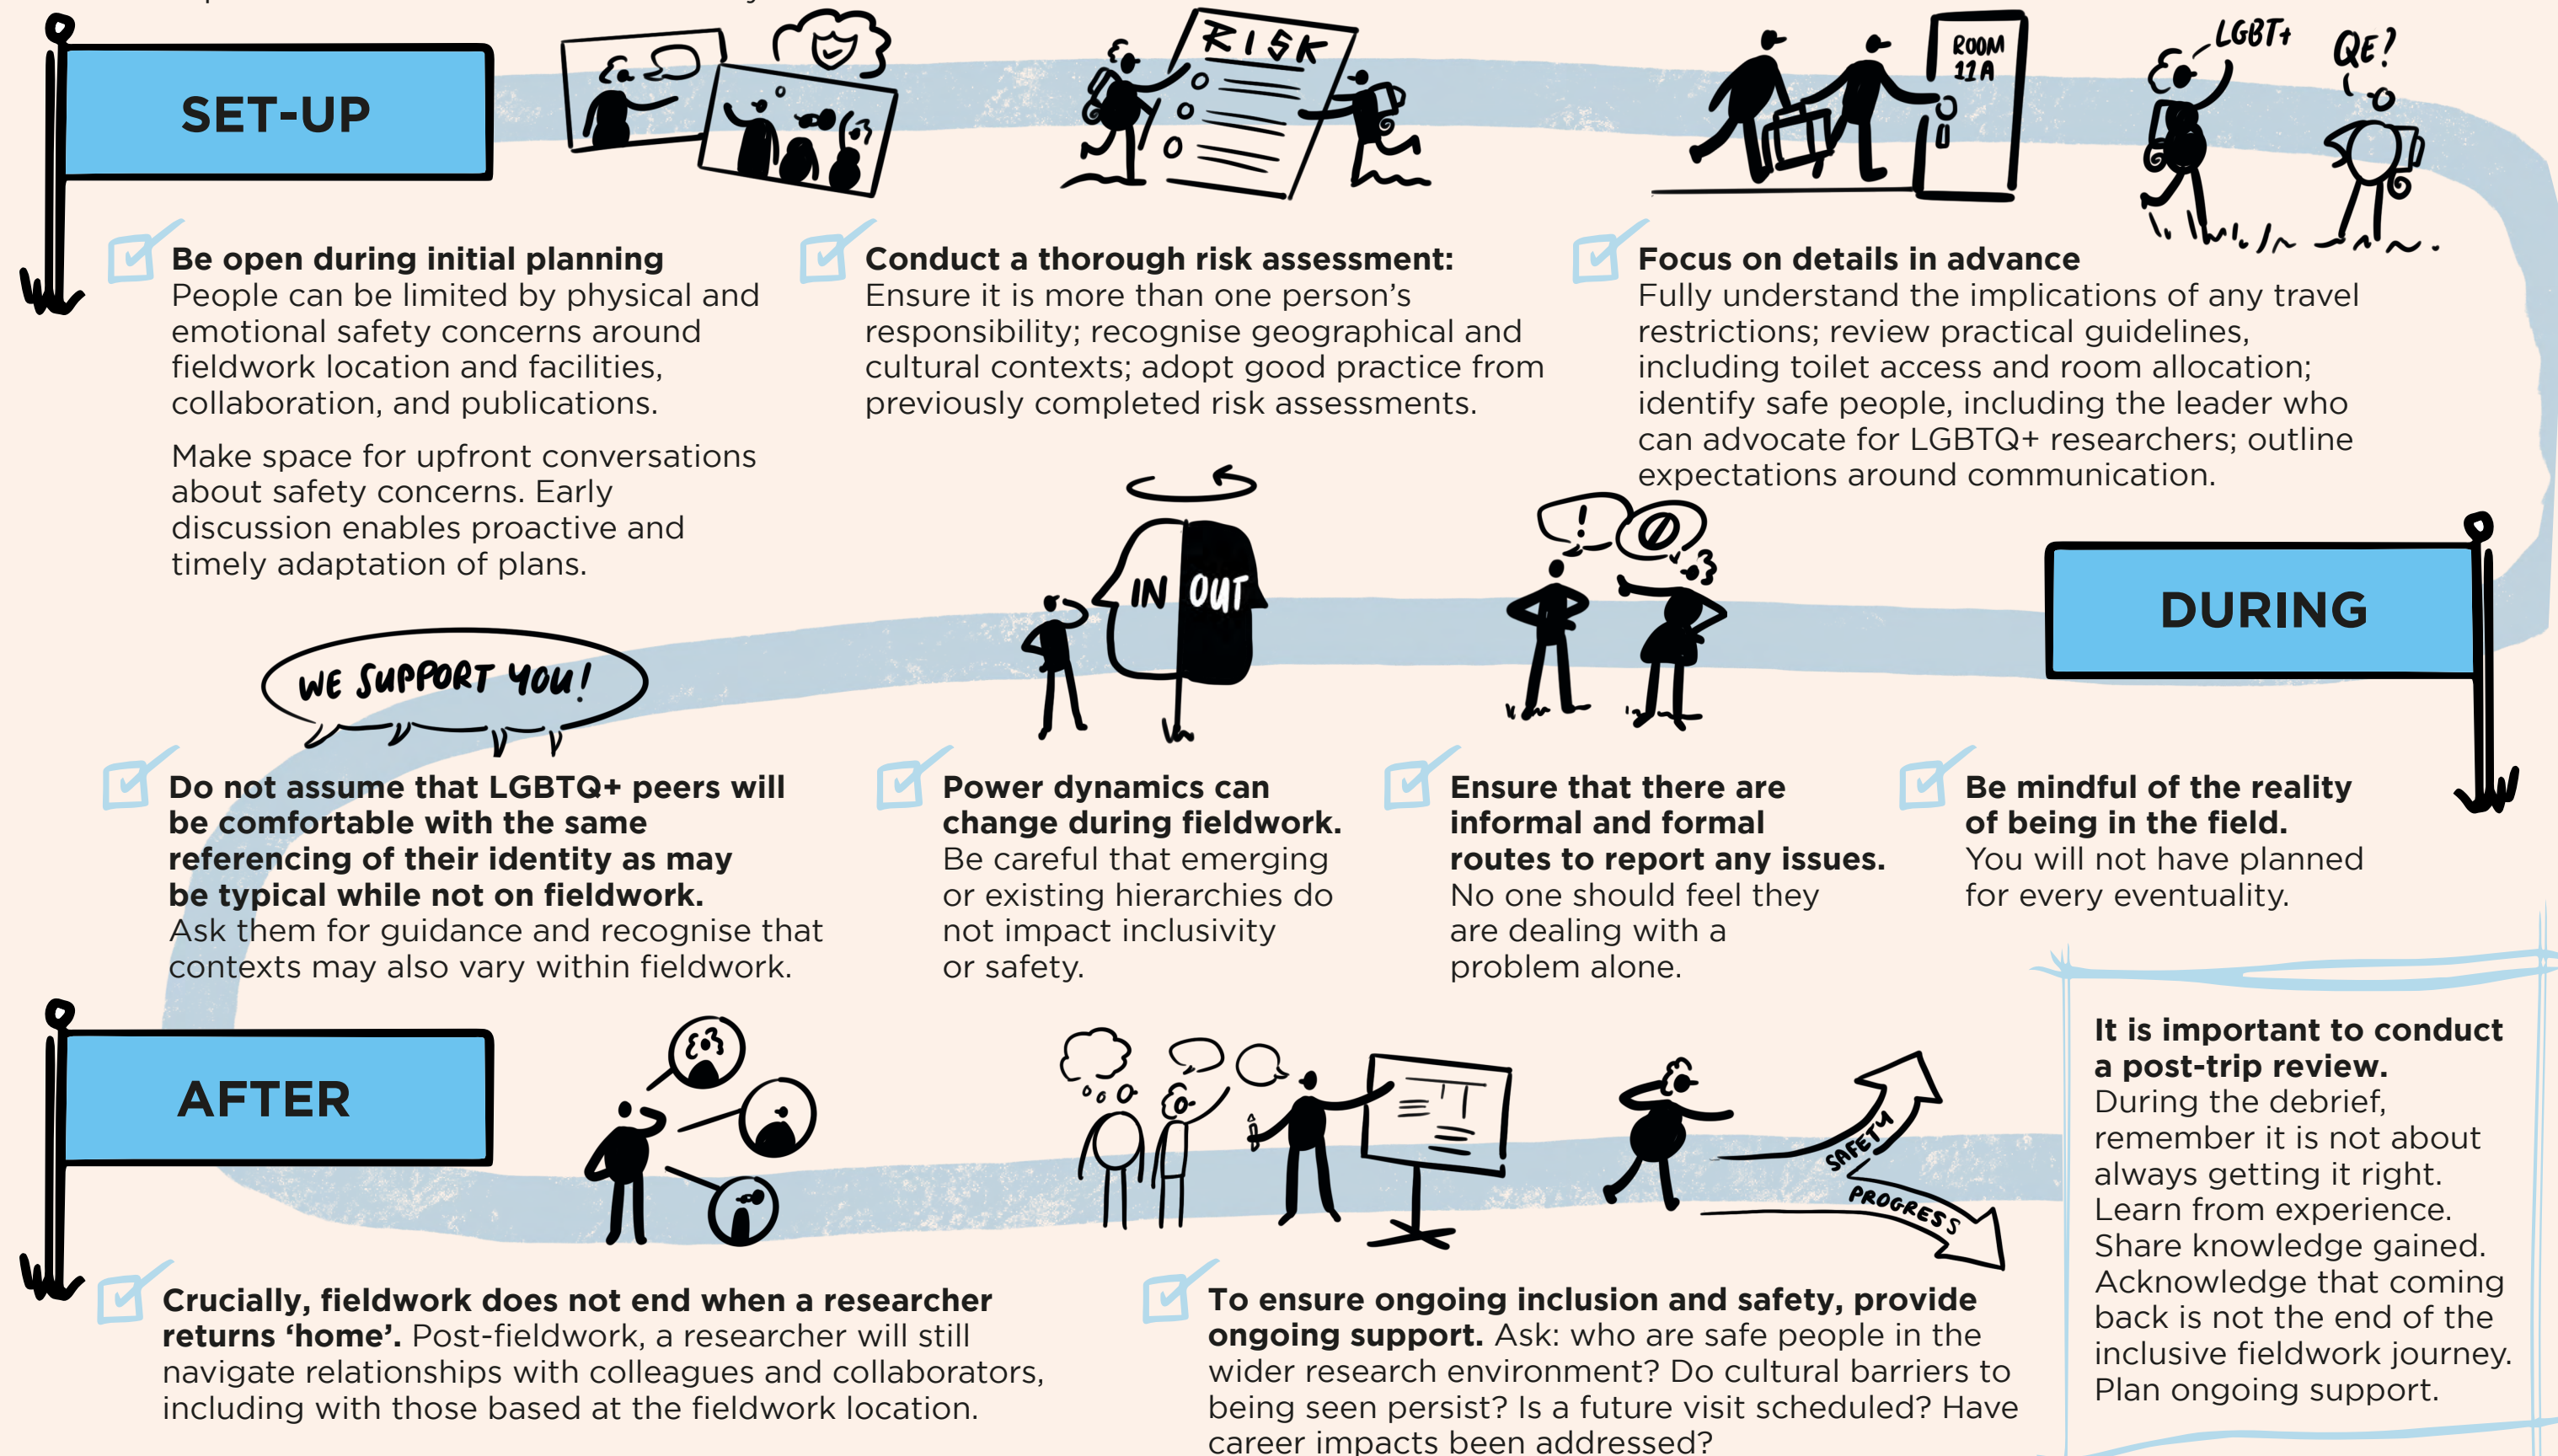 SET-UP
RISK
ROOM
11A
LGBT+
QE?
Be open during initial planning
People can be limited by physical and
emotional safety concerns around
fieldwork location and facilities,
collaboration, and publications.
Make space for upfront conversations
about safety concerns. Early
discussion enables proactive and
timely adaptation of plans.
Conduct a thorough risk assessment:
Ensure it is more than one person’s
responsibility; recognise geographical and
cultural contexts; adopt good practice from
previously completed risk assessments.
Focus on details in advance
Fully understand the implications of any travel
restrictions; review practical guidelines,
including toilet access and room allocation;
identify safe people, including the leader who
can advocate for LGBTQ+ researchers; outline
expectations around communication.
DURING
!
IN OUT
WE SUPPORT YOU!
Do not assume that LGBTQ+ peers will
be comfortable with the same
referencing of their identity as may
be typical while not on fieldwork.
Ask them for guidance and recognise that
contexts may also vary within fieldwork.
Power dynamics can
change during fieldwork.
Be careful that emerging
or existing hierarchies do
not impact inclusivity
or safety.
Ensure that there are
informal and formal
routes to report any issues.
No one should feel they
are dealing with a
problem alone.
Be mindful of the reality
of being in the field.
You will not have planned
for every eventuality.
AFTER
SAFETY
PROGRESS
Crucially, fieldwork does not end when a researcher
returns ‘home’. Post-fieldwork, a researcher will still
navigate relationships with colleagues and collaborators,
including with those based at the fieldwork location.
To ensure ongoing inclusion and safety, provide
ongoing support. Ask: who are safe people in the
wider research environment? Do cultural barriers to
being seen persist? Is a future visit scheduled? Have
career impacts been addressed?
It is important to conduct
a post-trip review.
During the debrief,
remember it is not about
always getting it right.
Learn from experience.
Share knowledge gained.
Acknowledge that coming
back is not the end of the
inclusive fieldwork journey.
Plan ongoing support.